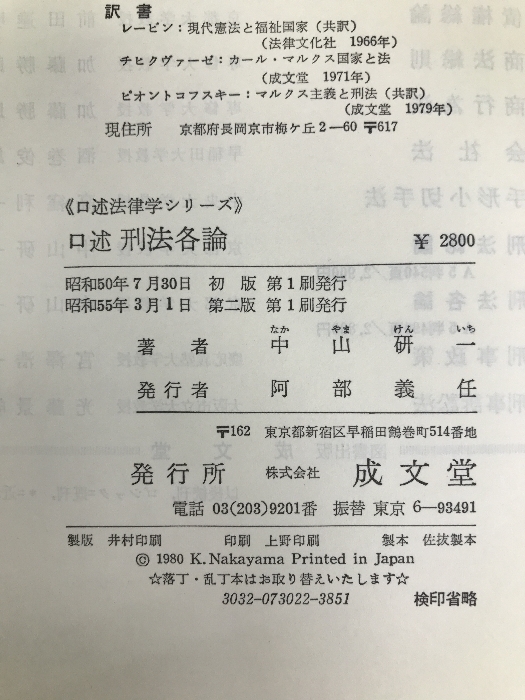 訳書
レービン：現代憲法と福祉国家（共訳）
（法律文化社　1966年）
チヒクヴァーゼ：カール・マルクス国家と法
（成文堂　1971年）
ピオントコフスキー：マルクス主義と刑法（共訳）
（成文堂　1979年）
現住所　京都府長岡京市梅ケ丘2―60 〒617
《口述法律学シリーズ》
口述 刑法各論　￥2800
昭和50年7月30日　初　版　第1刷発行
昭和55年3月1日　第二版　第1刷発行
なか　やま　けん　いち
著　者　中　山　研　一
発行者　阿　部　義　任
〒162　東京都新宿区早稲田鶴巻町514番地
発行所　株式会社　成文堂
電話　03(203)9201番　振替　東京　6―93491
製版　井村印刷　印刷　上野印刷　製本　佐抜製本
© 1980 K. Nakayama Printed in Japan
☆落丁・乱丁本はお取り替えいたします☆
3032-073022-3851　検印省略